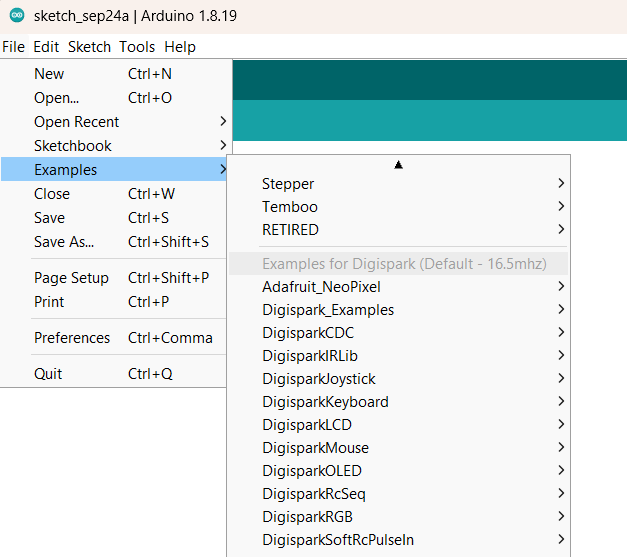 sketch_sep24a | Arduino 1.8.19
File Edit Sketch Tools Help
New Ctrl+N
Open... Ctrl+O
Open Recent
Sketchbook
Examples
Close Ctrl+W
Save Ctrl+S
Save As... Ctrl+Shift+S
Page Setup Ctrl+Shift+P
Print Ctrl+P
Preferences Ctrl+Comma
Quit Ctrl+Q
Stepper
Temboo
RETIRED
Examples for Digispark (Default - 16.5mhz)
Adafruit_NeoPixel
Digispark_Examples
DigisparkCDC
DigisparkIRLib
DigisparkJoystick
DigisparkKeyboard
DigisparkLCD
DigisparkMouse
DigisparkOLED
DigisparkRcSeq
DigisparkRGB
DigisparkSoftRcPulseIn